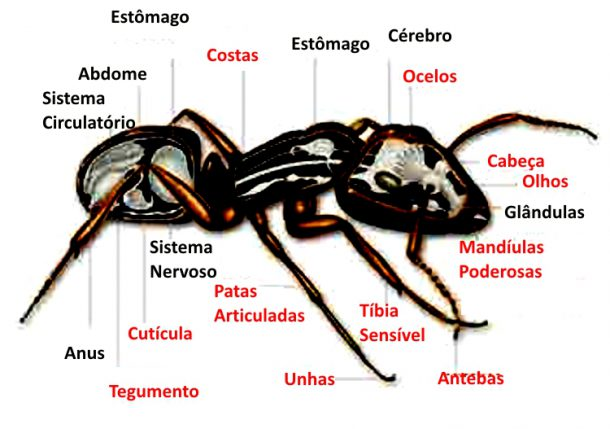 Estômago
Costas
Estômago
Cérebro
Abdome
Ocelos
Sistema
Circulatório
Cabeça
Olhos
Glândulas
Sistema
Nervoso
Mandíulas
Poderosas
Patas
Articuladas
Tíbia
Sensível
Cutícula
Anus
Tegumento
Unhas
Antebas